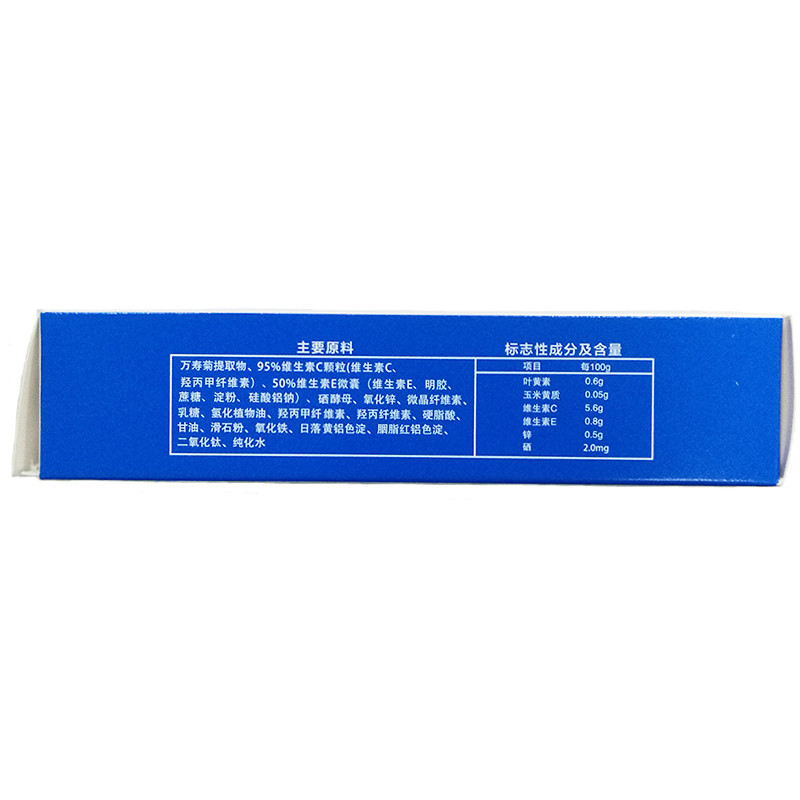 主要原料
万寿菊提取物、95%维生素C颗粒(维生素C、
羟丙甲纤维素）、50%维生素E微囊（维生素E、明胶、
蔗糖、淀粉、硅酸铝钠）、硒酵母、氧化锌、微晶纤维素、
乳糖、氢化植物油、羟丙甲纤维素、羟丙纤维素、硬脂酸、
甘油、滑石粉、氧化铁、日落黄铝色淀、胭脂红铝色淀、
二氧化钛、纯化水
标志性成分及含量
项目 每100g
叶黄素 0.6g
玉米黄质 0.05g
维生素C 5.6g
维生素E 0.8g
锌 0.5g
硒 2.0mg